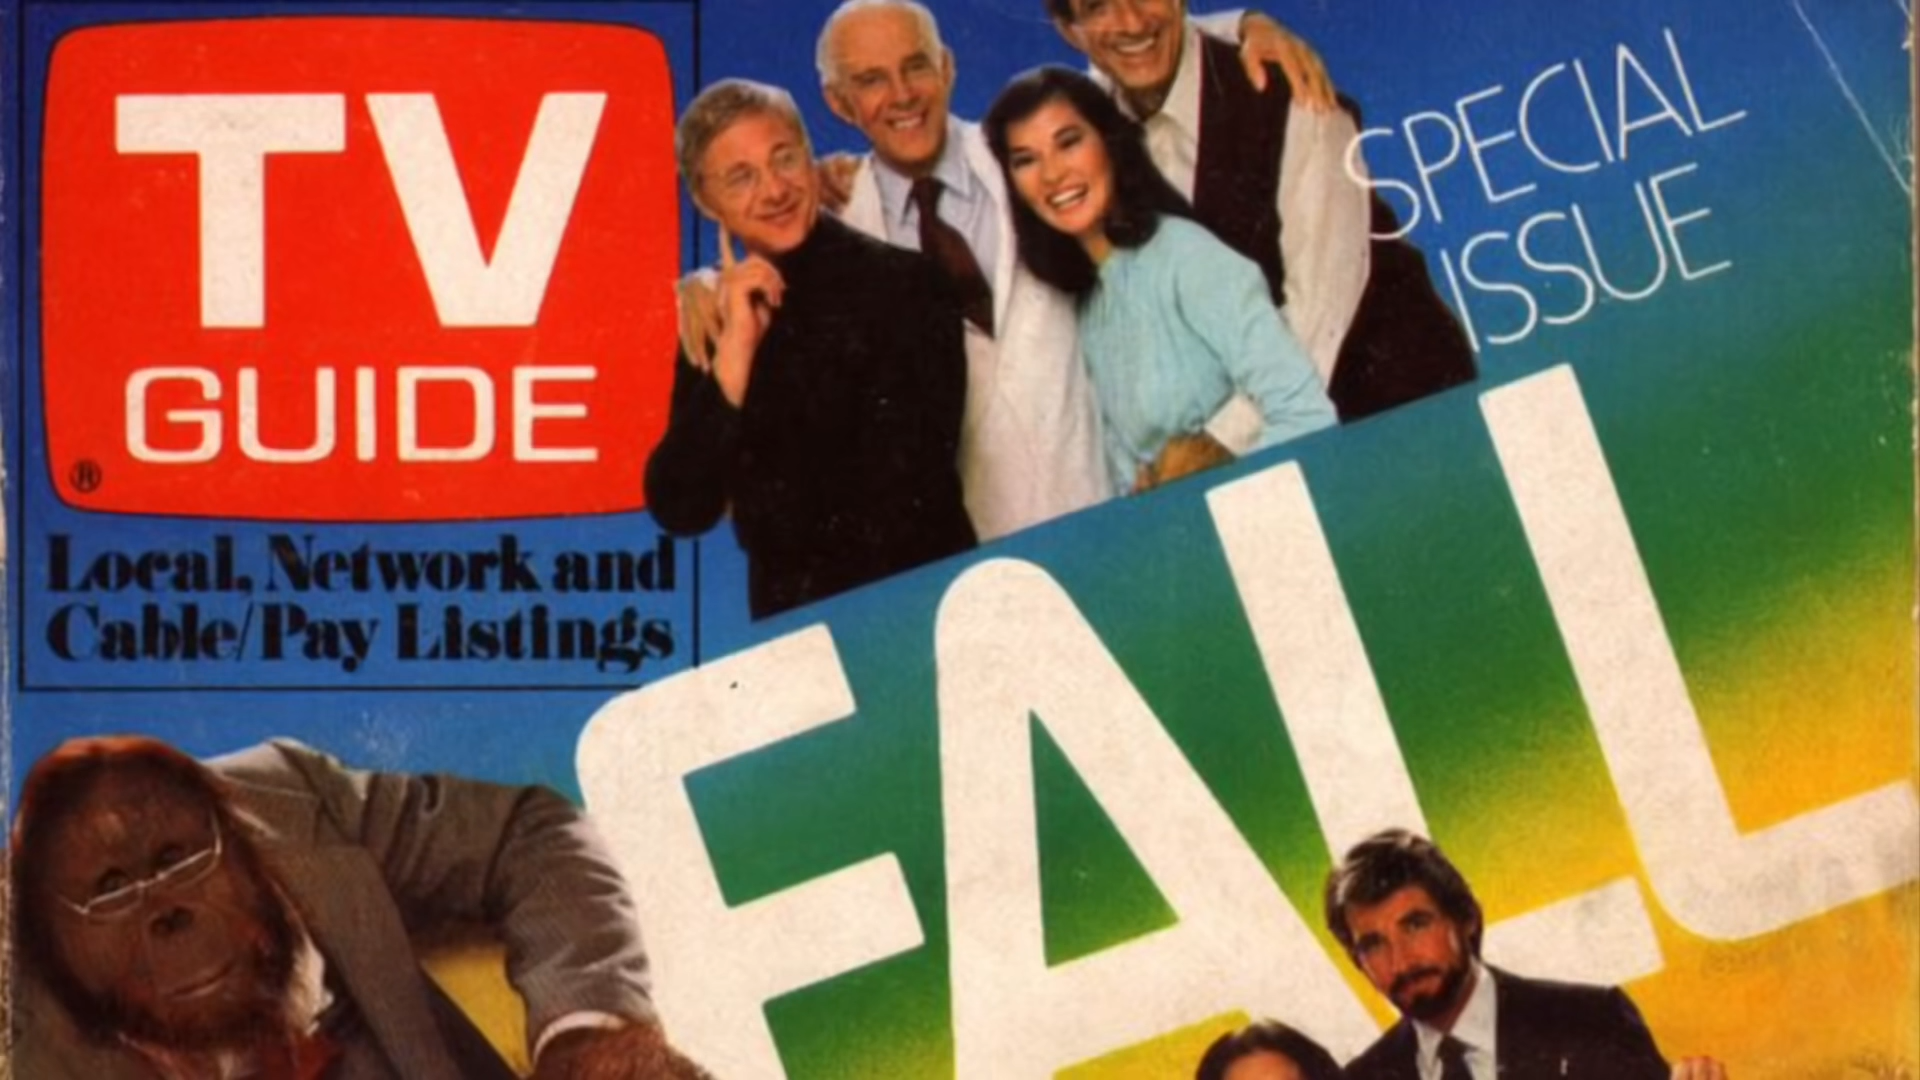 TV
GUIDE
®
Local, Network and
Cable/Pay Listings
SPECIAL
ISSUE
FALL